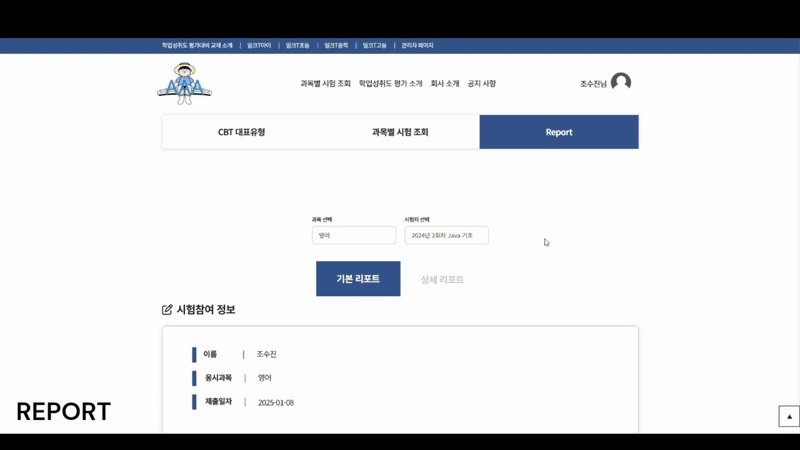 학업성취도 평가대비 교재 소개 | 밀크T아이 | 밀크T초등 | 밀크T중학 | 밀크T고등 | 관리자 페이지
과목별 시험 조회 학업성취도 평가 소개 회사 소개 공지 사항 조수진님
CBT 대표유형 과목별 시험 조회 Report
과목 선택 시험지 선택
영어 2024년 2회차 Java 기초
기본 리포트 상세 리포트
시험참여 정보
이름 | 조수진
응시과목 | 영어
제출일자 | 2025-01-08
REPORT